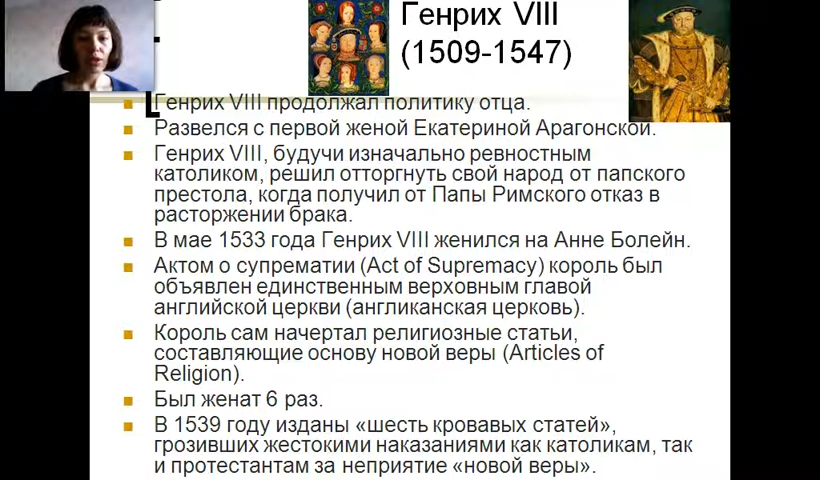 Генрих VIII
(1509-1547)
Генрих VIII продолжал политику отца.
Развелся с первой женой Екатериной Арагонской.
Генрих VIII, будучи изначально ревностным
католиком, решил отторгнуть свой народ от папского
престола, когда получил от Папы Римского отказ в
расторжении брака.
В мае 1533 года Генрих VIII женился на Анне Болейн.
Актом о супрематии (Act of Supremacy) король был
объявлен единственным верховным главой
английской церкви (англиканская церковь).
Король сам начертал религиозные статьи,
составляющие основу новой веры (Articles of
Religion).
Был женат 6 раз.
В 1539 году изданы «шесть кровавых статей»,
грозивших жестокими наказаниями как католикам, так
и протестантам за неприятие «новой веры».